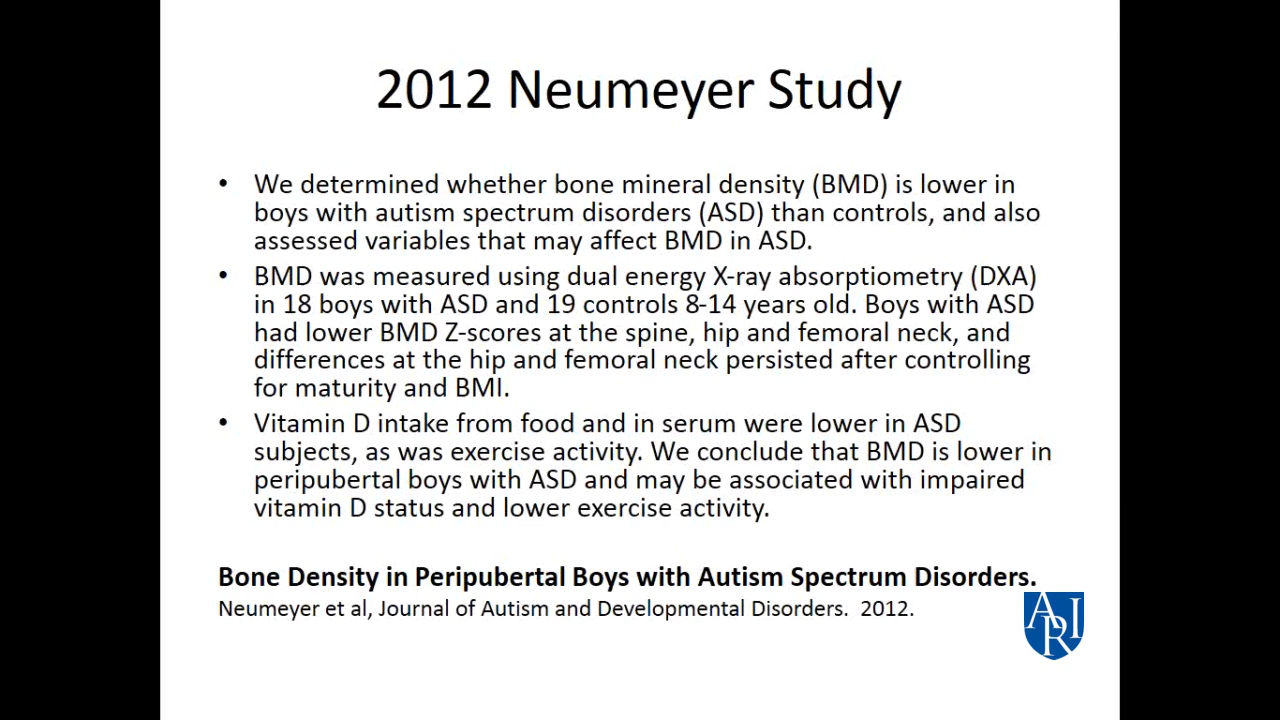 2012 Neumeyer Study
• We determined whether bone mineral density (BMD) is lower in
boys with autism spectrum disorders (ASD) than controls, and also
assessed variables that may affect BMD in ASD.
• BMD was measured using dual energy X-ray absorptiometry (DXA)
in 18 boys with ASD and 19 controls 8-14 years old. Boys with ASD
had lower BMD Z-scores at the spine, hip and femoral neck, and
differences at the hip and femoral neck persisted after controlling
for maturity and BMI.
• Vitamin D intake from food and in serum were lower in ASD
subjects, as was exercise activity. We conclude that BMD is lower in
peripubertal boys with ASD and may be associated with impaired
vitamin D status and lower exercise activity.
Bone Density in Peripubertal Boys with Autism Spectrum Disorders.
Neumeyer et al, Journal of Autism and Developmental Disorders.  2012.
ARI